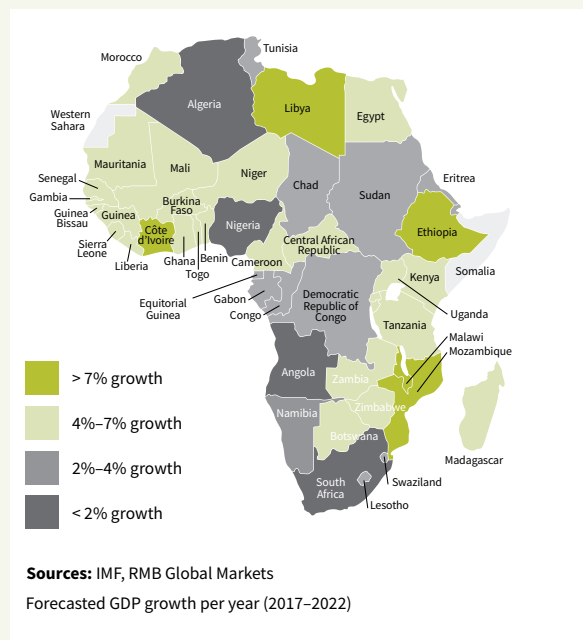 Tunisia
Morocco
Algeria
Libya
Egypt
Western
Sahara
Mauritania
Mali
Niger
Chad
Sudan
Eritrea
Senegal
Gambia
Guinea
Bissau
Guinea
Burkina
Faso
Sierra
Leone
Liberia
Côte
d'Ivoire
Ghana
Togo
Benin
Nigeria
Cameroon
Central African
Republic
Ethiopia
Somalia
Equitorial
Guinea
Gabon
Congo
Democratic
Republic of
Congo
Kenya
Uganda
Tanzania
Malawi
Mozambique
Angola
Zambia
Zimbabwe
Namibia
Botswana
Madagascar
South
Africa
Swaziland
Lesotho
> 7% growth
4%–7% growth
2%–4% growth
< 2% growth
Sources: IMF, RMB Global Markets
Forecasted GDP growth per year (2017–2022)